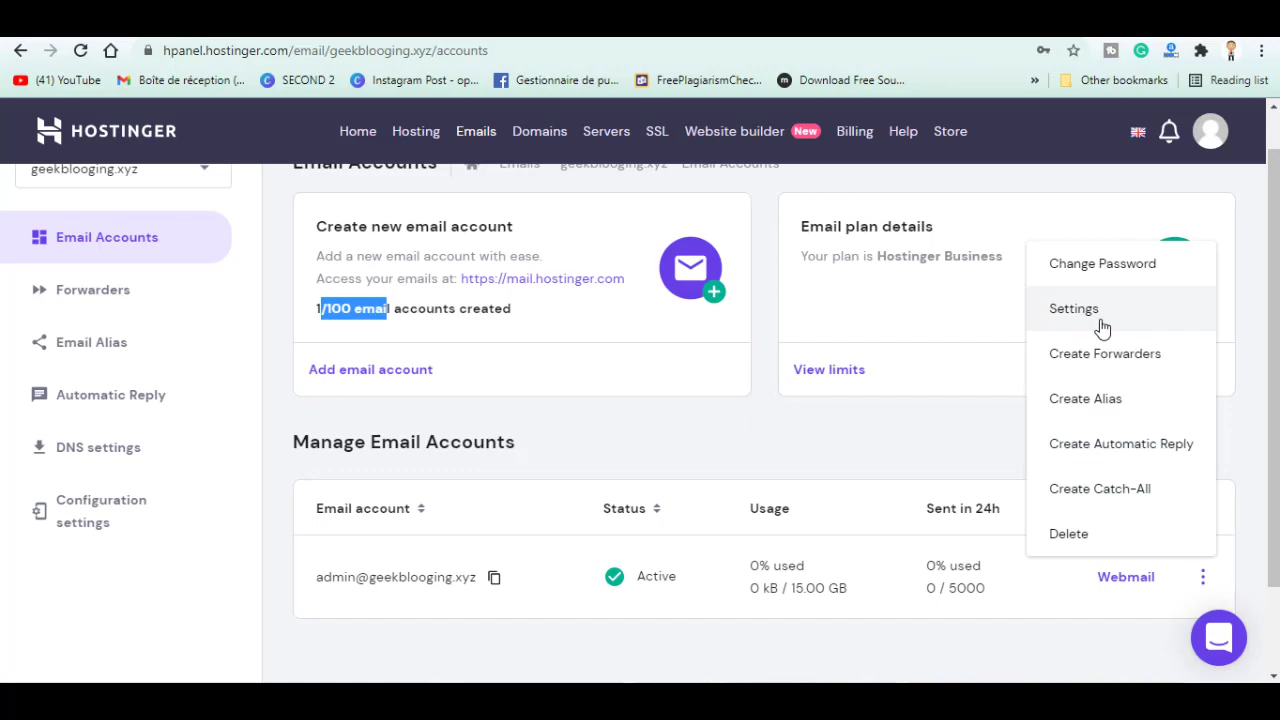 hpanel.hostinger.com/email/geekblooging.xyz/accounts
(41) YouTube
Boîte de réception (...
SECOND 2
Instagram Post - op...
Gestionnaire de pu...
FreePlagiarismChec...
Download Free Sou...
»
Other bookmarks
Reading list
HOSTINGER
Home
Hosting
Emails
Domains
Servers
SSL
Website builder New
Billing
Help
Store
geekblooging.xyz
Email Accounts
Forwarders
Email Alias
Automatic Reply
DNS settings
Configuration
settings
Email Accounts
Emails
geekblooging.xyz
Email Accounts
Create new email account
Add a new email account with ease.
Access your emails at: https://mail.hostinger.com
1/100 email accounts created
Add email account
Email plan details
Your plan is Hostinger Business
View limits
Change Password
Settings
Create Forwarders
Create Alias
Create Automatic Reply
Create Catch-All
Delete
Manage Email Accounts
Email account
Status
Usage
Sent in 24h
admin@geekblooging.xyz
Active
0% used
0 kB / 15.00 GB
0% used
0 / 5000
Webmail